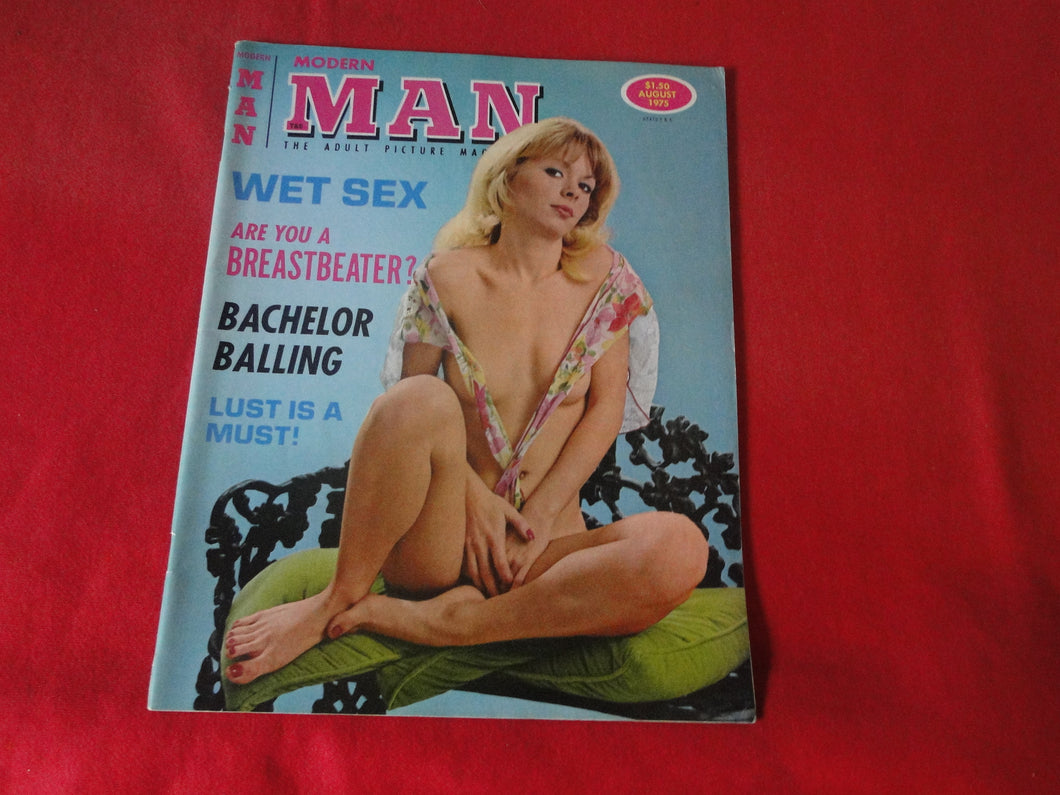 MODERN
MAN
MODERN
MAN
THE ADULT PICTURE
$1.50
AUGUST
1975
WET SEX
ARE YOU A
BREASTBEATER?
BACHELOR
BALLING
LUST IS A
MUST!